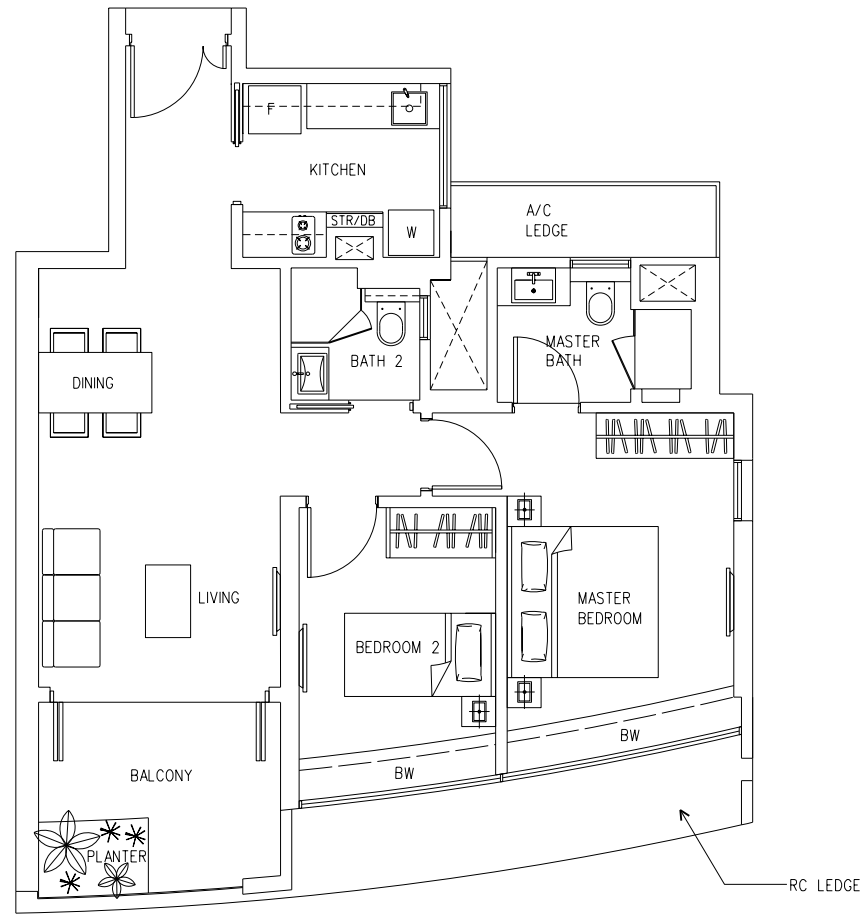 F
KITCHEN
STR/DB
W
A/C
LEDGE
DINING
BATH 2
MASTER
BATH
LIVING
BEDROOM 2
MASTER
BEDROOM
BW
BW
BALCONY
PLANTER
RC LEDGE